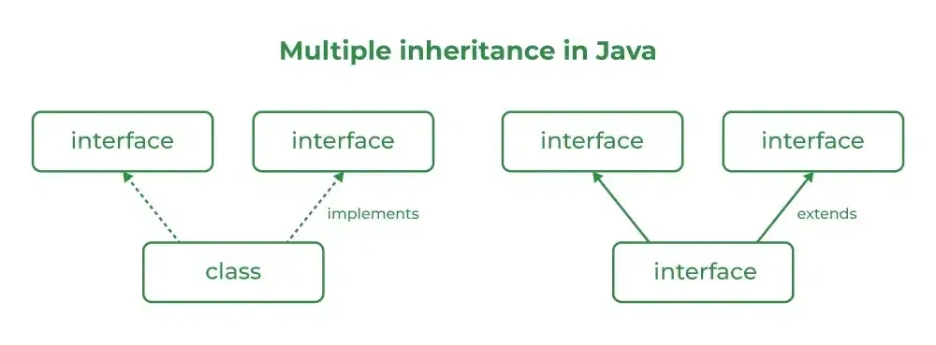 Multiple inheritance in Java
interface
interface
interface
interface
implements
extends
class
interface